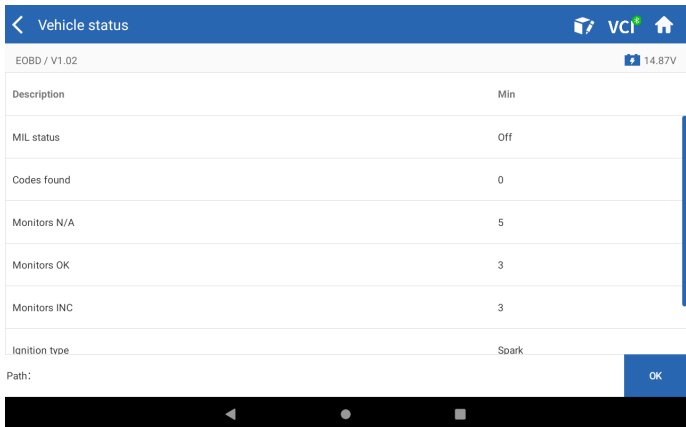 Vehicle status
VCI
EOBD / V1.02
14.87V
Description Min
MIL status Off
Codes found 0
Monitors N/A 5
Monitors OK 3
Monitors INC 3
Ignition type Spark
Path:
OK